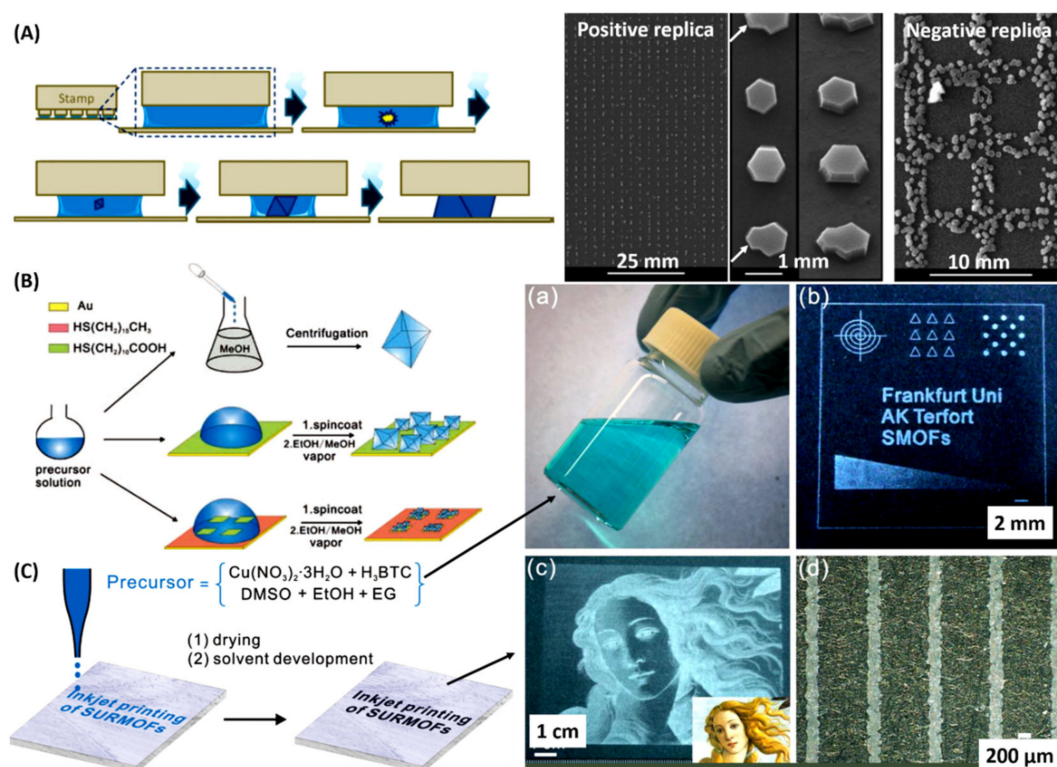 (A)
Stamp
Positive replica
Negative replica
25 mm
1 mm
10 mm
(B)
Au
HS(CH2)15CH3
HS(CH2)10COOH
MeOH
Centrifugation
precursor
solution
1.spincoat
2.EtOH/MeOH
vapor
1.spincoat
2.EtOH/MeOH
vapor
(C)
Precursor =
Cu(NO3)2·3H2O + H3BTC
DMSO + EtOH + EG
(1) drying
(2) solvent development
Inkjet printing
of SURMOFs
Inkjet printing
of SURMOFs
(a)
(b)
Frankfurt Uni
AK Terfort
SMOFs
2 mm
(c)
1 cm
(d)
200 µm